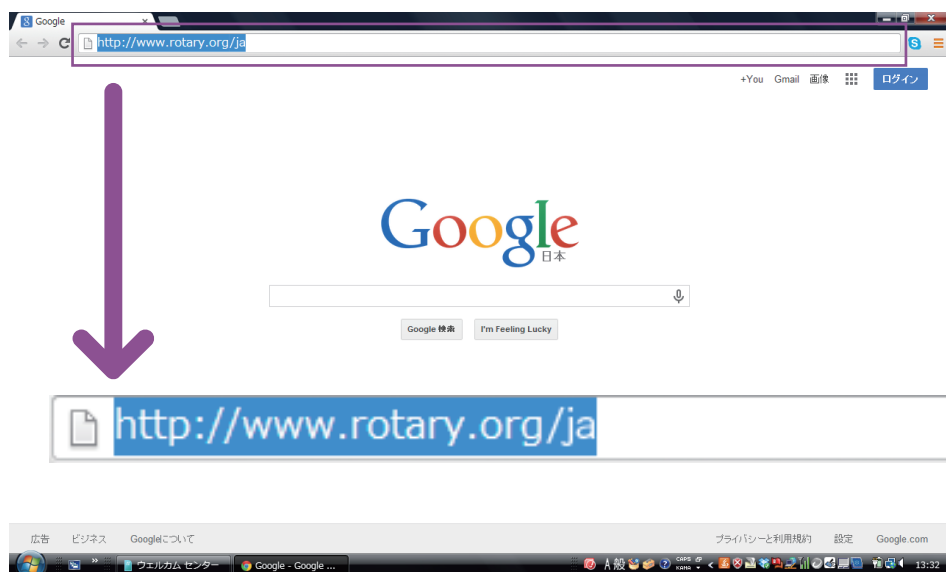 Google
http://www.rotary.org/ja
+You Gmail 画像 ログイン
Google
日本
Google 検索 I'm Feeling Lucky
http://www.rotary.org/ja
広告 ビジネス Googleについて プライバシーと利用規約 設定 Google.com
ウェルカム センター Google - Google ... A 般 CAPS KANA 13:32